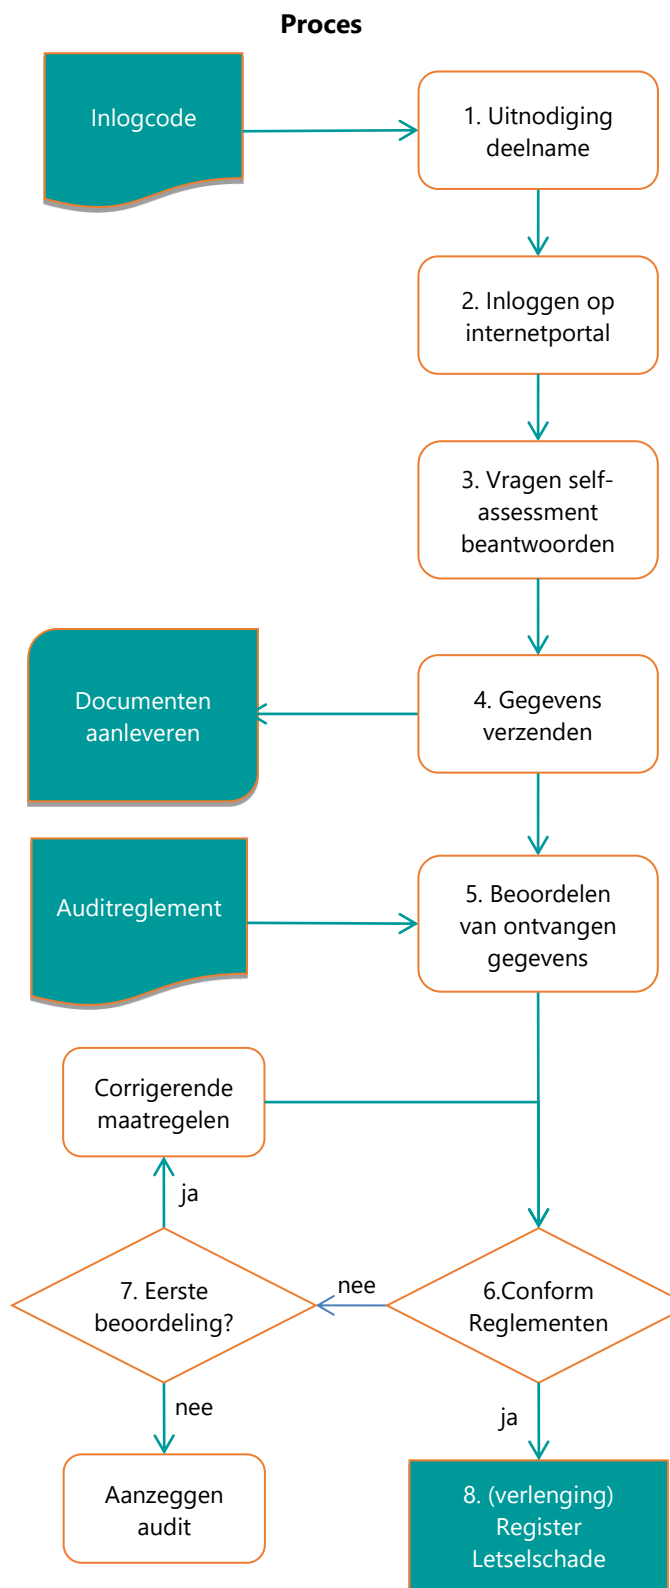 Proces
Inlogcode
1. Uitnodiging
deelname
2. Inloggen op
internetportal
3. Vragen self-
assessment
beantwoorden
Documenten
aanleveren
4. Gegevens
verzenden
Auditreglement
5. Beoordelen
van ontvangen
gegevens
Corrigerende
maatregelen
ja
7. Eerste
beoordeling?
nee
6.Conform
Reglementen
nee
ja
Aanzeggen
audit
8. (verlenging)
Register
Letselschade